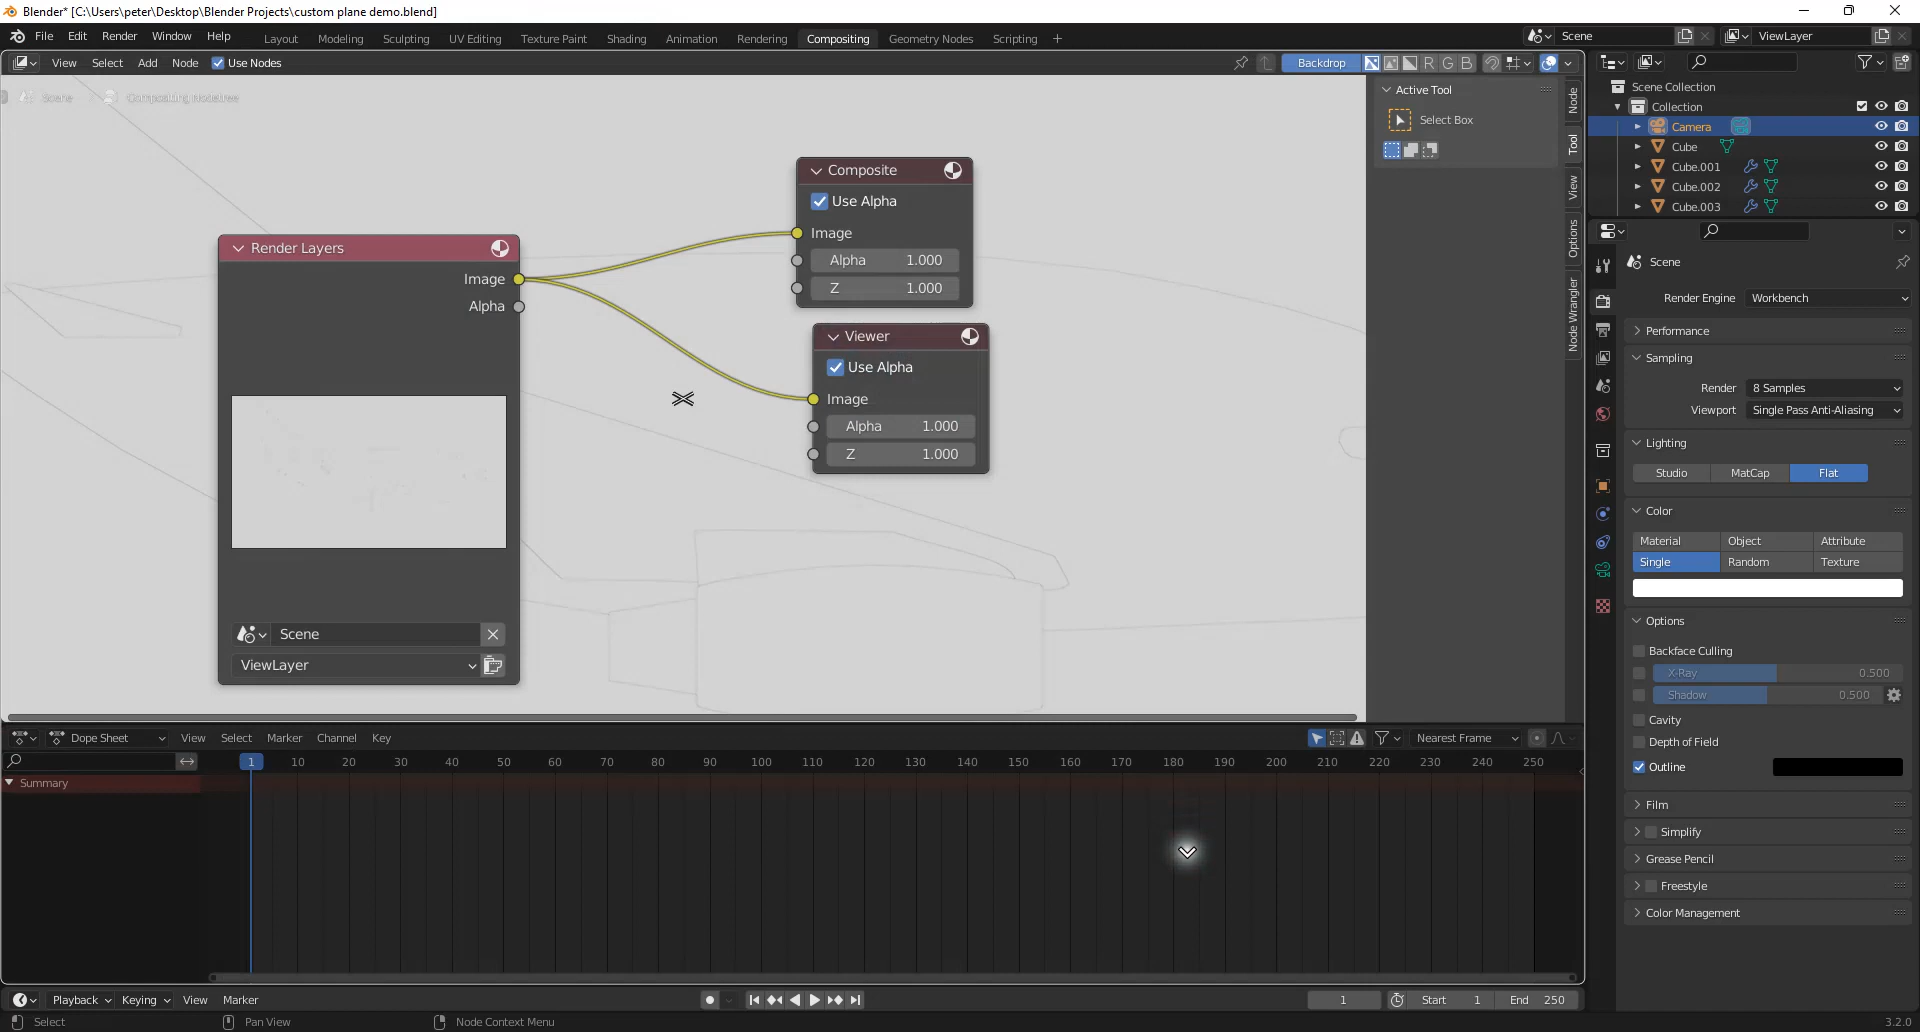 Blender* [C:\Users\peter\Desktop\Blender Projects\custom plane demo.blend]
File Edit Render Window Help
Layout Modeling Sculpting UV Editing Texture Paint Shading Animation Rendering Compositing Geometry Nodes Scripting +
Scene
ViewLayer
View Select Add Node Use Nodes
Backdrop
R G B
Scene
Compositing Nodetree
Active Tool
Select Box
Node
Tool
View
Options
Node Wrangler
Composite
Use Alpha
Image
Alpha 1.000
Z 1.000
Render Layers
Image
Alpha
Scene
ViewLayer
Viewer
Use Alpha
Image
Alpha 1.000
Z 1.000
Scene Collection
Collection
Camera
Cube
Cube.001
Cube.002
Cube.003
Scene
Render Engine Workbench
Performance
Sampling
Render 8 Samples
Viewport Single Pass Anti-Aliasing
Lighting
Studio MatCap Flat
Color
Material Object Attribute
Single Random Texture
Options
Backface Culling
X-Ray 0.500
Shadow 0.500
Cavity
Depth of Field
Outline
Film
Simplify
Grease Pencil
Freestyle
Color Management
Dope Sheet View Select Marker Channel Key
Nearest Frame
1 10 20 30 40 50 60 70 80 90 100 110 120 130 140 150 160 170 180 190 200 210 220 230 240 250
Summary
Playback Keying View Marker
1 Start 1 End 250
Select Pan View Node Context Menu
3.2.0